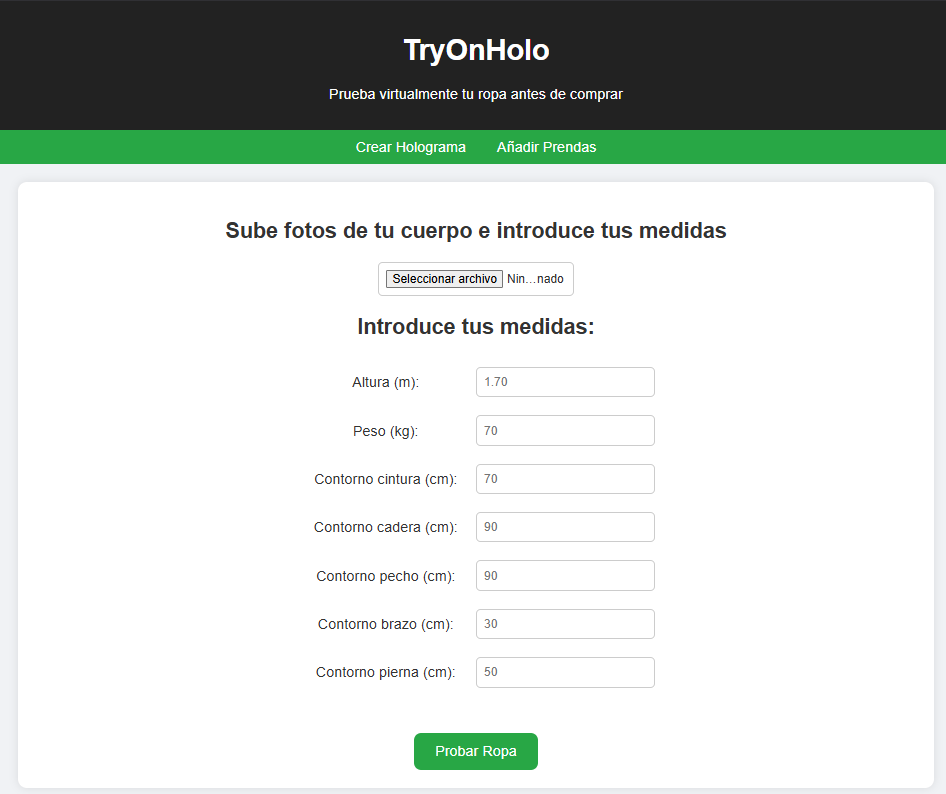 TryOnHolo
Prueba virtualmente tu ropa antes de comprar
Crear Holograma Añadir Prendas
Sube fotos de tu cuerpo e introduce tus medidas
Seleccionar archivo Nin...nado
Introduce tus medidas:
Altura (m): 1.70
Peso (kg): 70
Contorno cintura (cm): 70
Contorno cadera (cm): 90
Contorno pecho (cm): 90
Contorno brazo (cm): 30
Contorno pierna (cm): 50
Probar Ropa